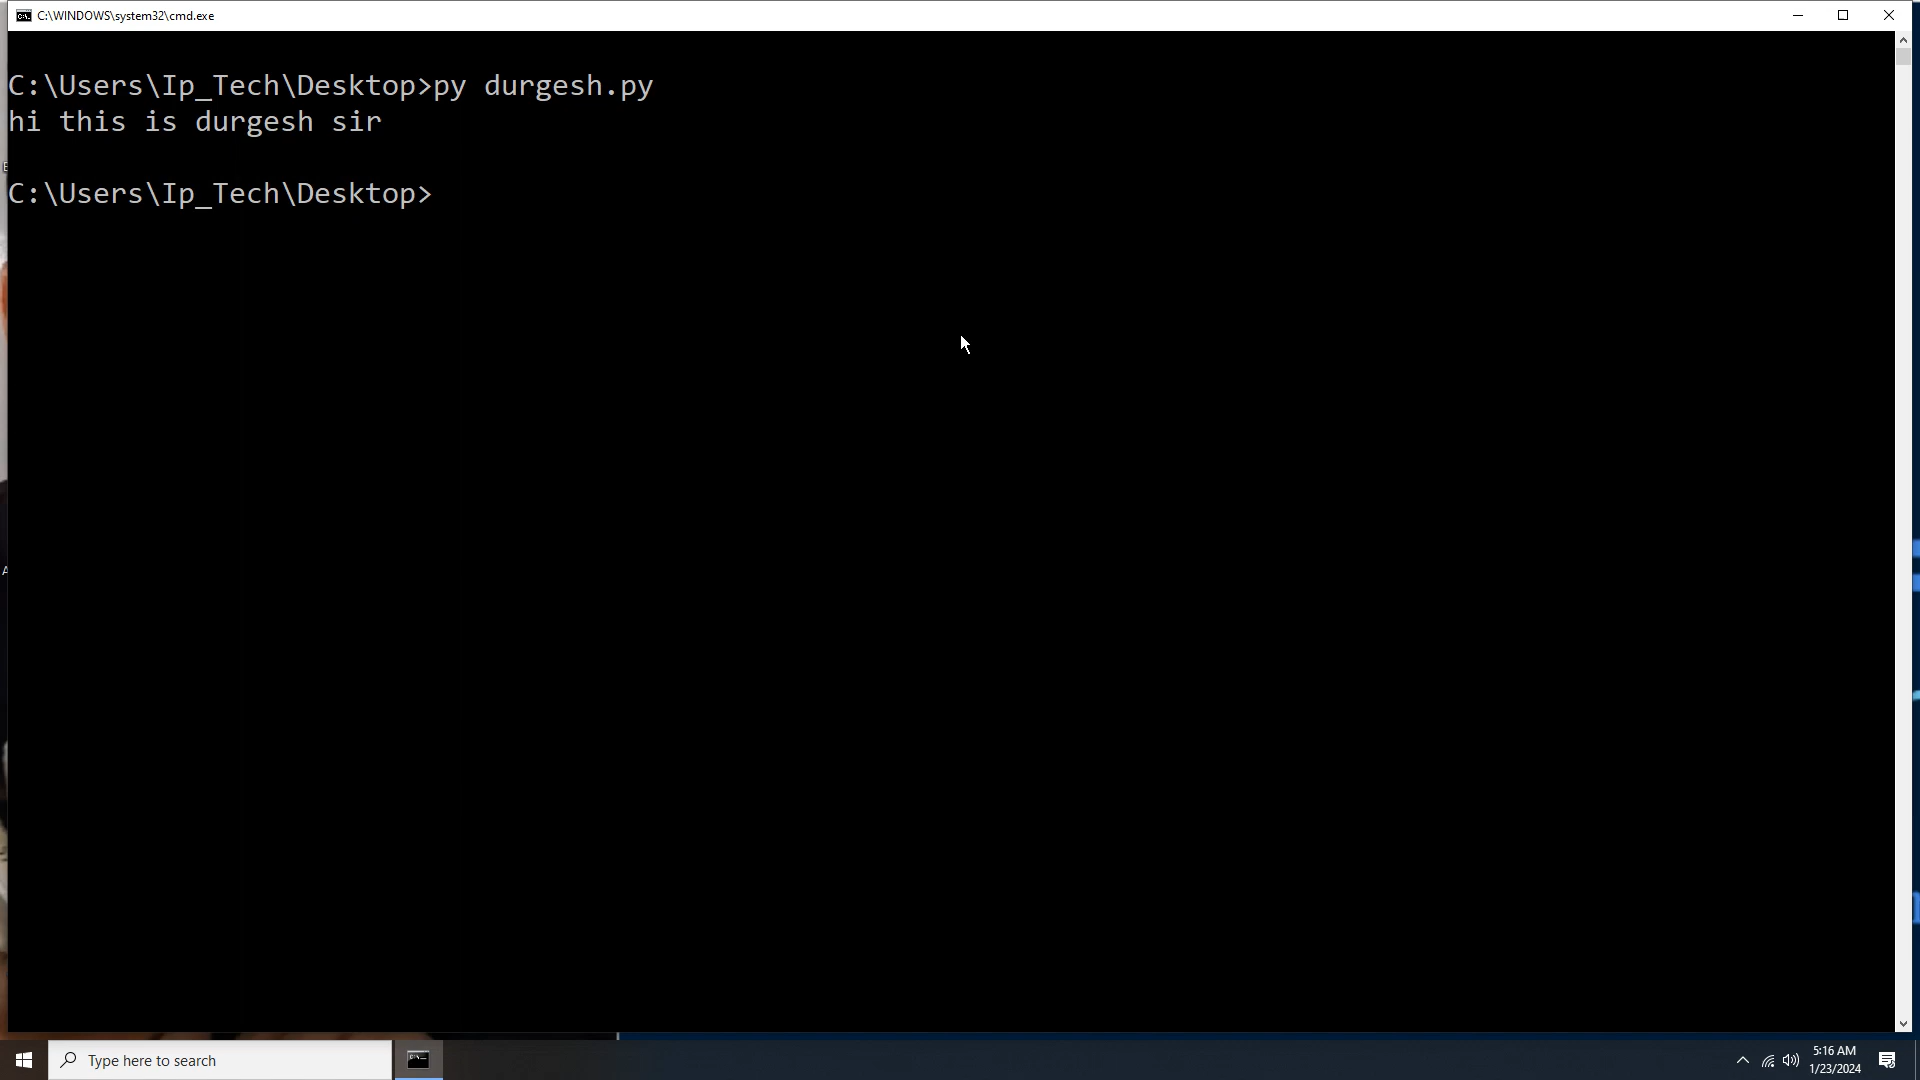 C:\WINDOWS\system32\cmd.exe
C:\Users\Ip_Tech\Desktop>py durgesh.py
hi this is durgesh sir
C:\Users\Ip_Tech\Desktop>
Type here to search
5:16 AM
1/23/2024